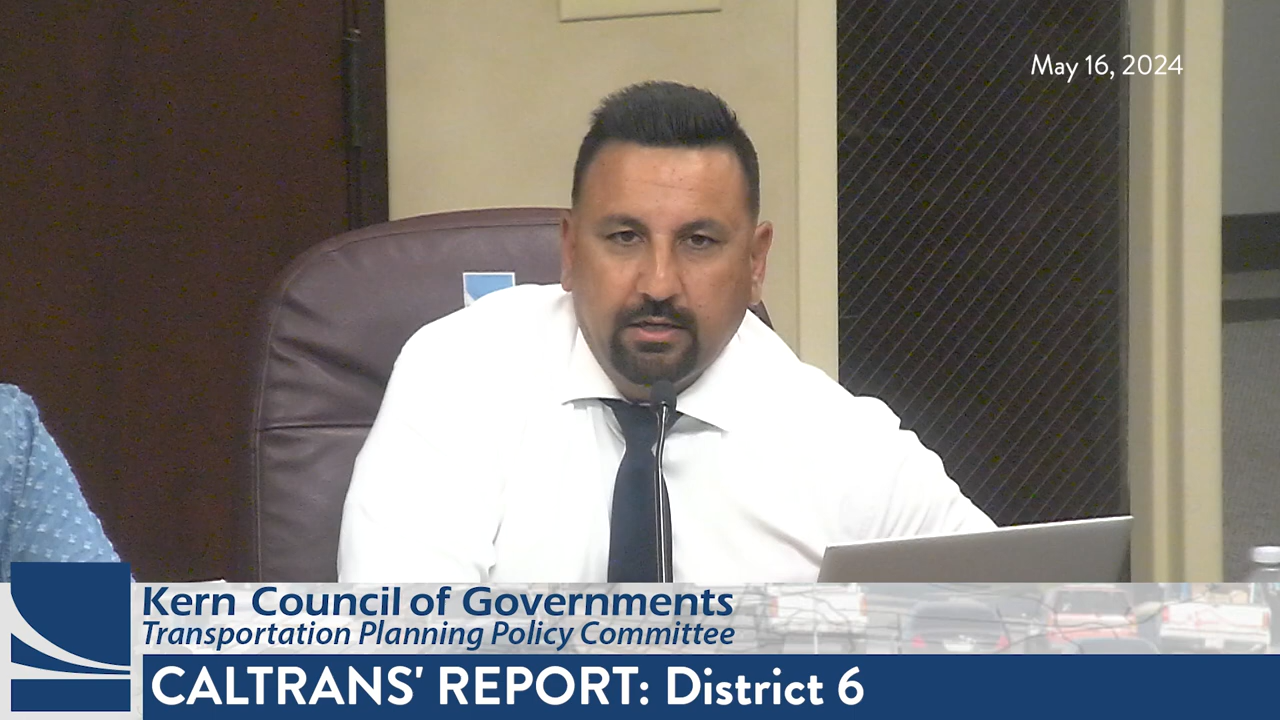 May 16, 2024
Kern Council of Governments
Transportation Planning Policy Committee
CALTRANS' REPORT: District 6